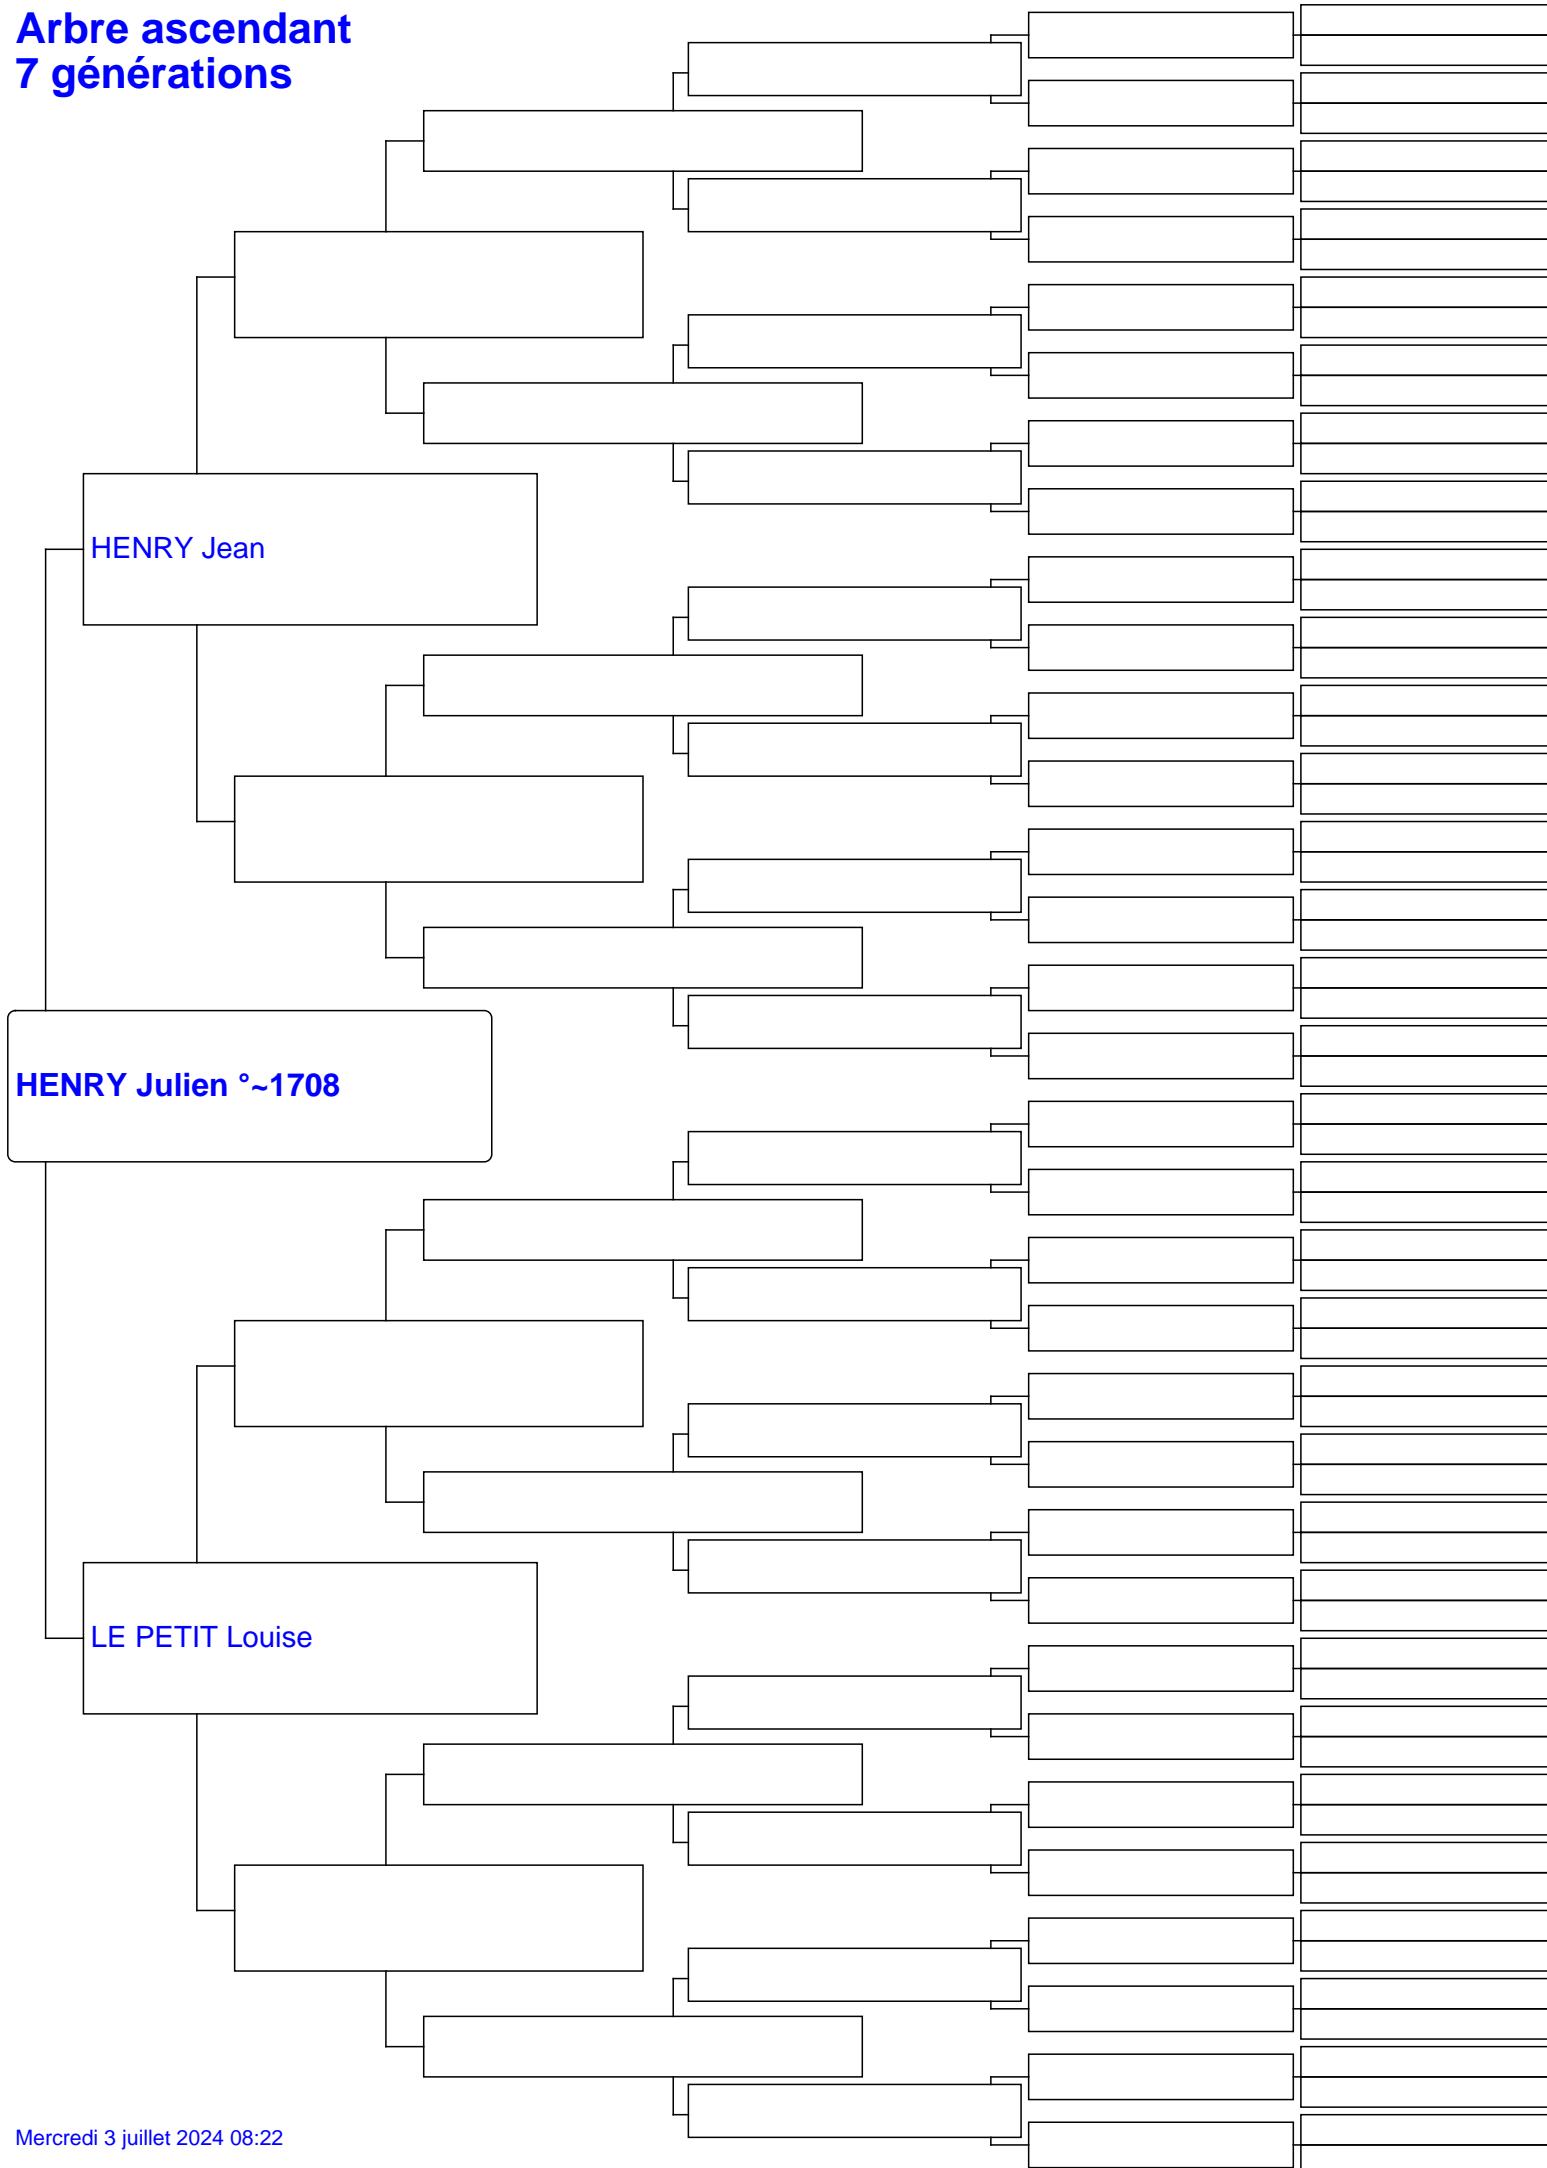 Arbre ascendant
7 générations
HENRY Jean
HENRY Julien °~1708
LE PETIT Louise
Mercredi 3 juillet 2024 08:22